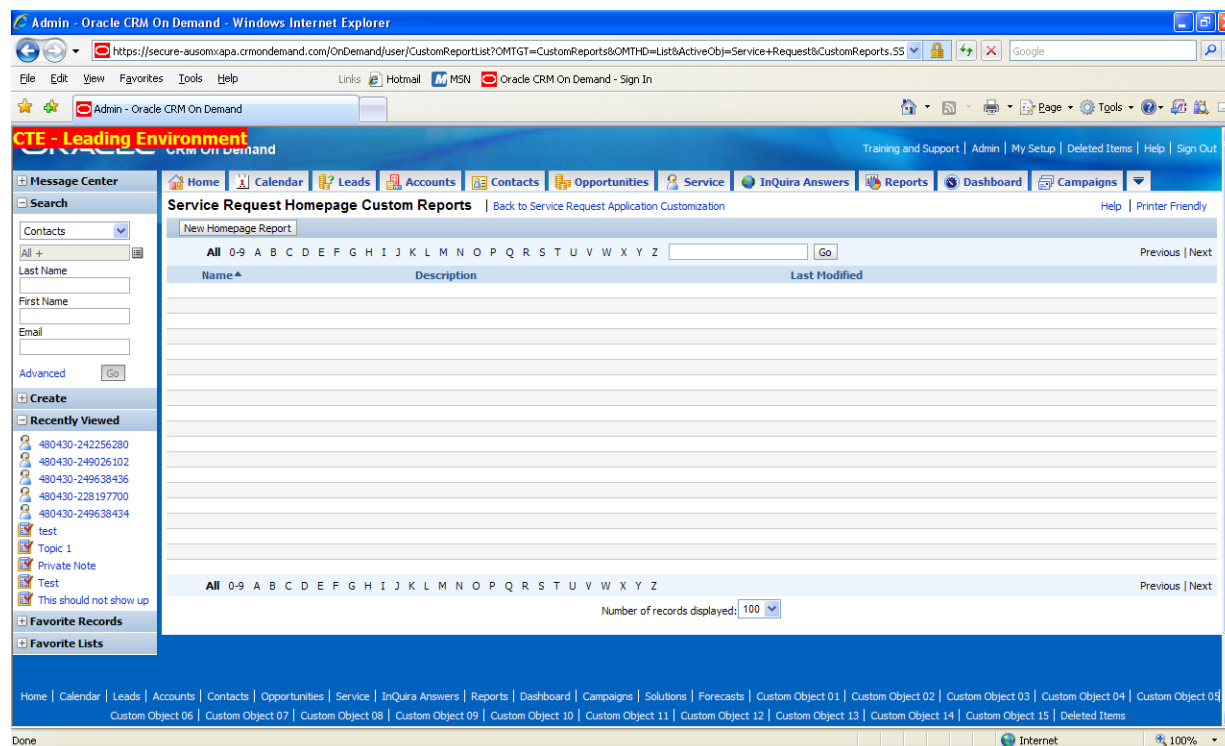 Admin - Oracle CRM On Demand - Windows Internet Explorer
https://secure-ausomxapa.crmondemand.com/OnDemand/user/CustomReportList?OMTGT=CustomReports&OMTHD=List&ActiveObj=Service+Request&CustomReports.SS
Google
File Edit View Favorites Tools Help Links Hotmail MSN Oracle CRM On Demand - Sign In
Admin - Oracle CRM On Demand Page Tools
CTE - Leading Environment
CRM On Demand
Training and Support | Admin | My Setup | Deleted Items | Help | Sign Out
Message Center
Home Calendar Leads Accounts Contacts Opportunities Service InQuira Answers Reports Dashboard Campaigns
Search
Service Request Homepage Custom Reports | Back to Service Request Application Customization Help | Printer Friendly
Contacts
New Homepage Report
All +
All 0-9 A B C D E F G H I J K L M N O P Q R S T U V W X Y Z Go Previous | Next
Last Name
Name Description Last Modified
First Name
Email
Advanced Go
Create
Recently Viewed
480430-242256280
480430-249026102
480430-249638436
480430-228197700
480430-249638434
test
Topic 1
Private Note
Test
This should not show up
All 0-9 A B C D E F G H I J K L M N O P Q R S T U V W X Y Z Previous | Next
Number of records displayed: 100
Favorite Records
Favorite Lists
Home | Calendar | Leads | Accounts | Contacts | Opportunities | Service | InQuira Answers | Reports | Dashboard | Campaigns | Solutions | Forecasts | Custom Object 01 | Custom Object 02 | Custom Object 03 | Custom Object 04 | Custom Object 05
Custom Object 06 | Custom Object 07 | Custom Object 08 | Custom Object 09 | Custom Object 10 | Custom Object 11 | Custom Object 12 | Custom Object 13 | Custom Object 14 | Custom Object 15 | Deleted Items
Done Internet 100%